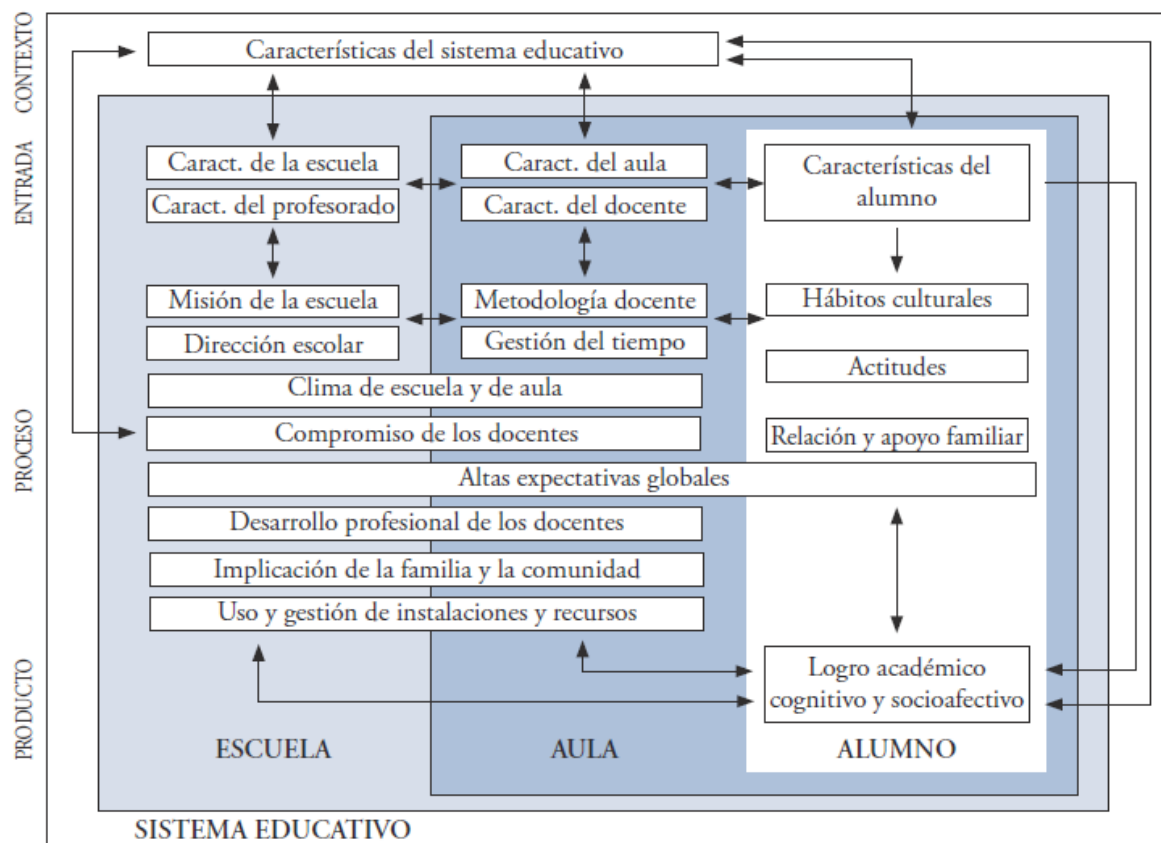 CONTEXTO
Características del sistema educativo
ENTRADA
Caract. de la escuela
Caract. del profesorado
Caract. del aula
Caract. del docente
Características del
alumno
PROCESO
Misión de la escuela
Dirección escolar
Metodología docente
Gestión del tiempo
Hábitos culturales
Actitudes
Relación y apoyo familiar
Clima de escuela y de aula
Compromiso de los docentes
Altas expectativas globales
Desarrollo profesional de los docentes
Implicación de la familia y la comunidad
Uso y gestión de instalaciones y recursos
PRODUCTO
Logro académico
cognitivo y socioafectivo
ESCUELA
AULA
ALUMNO
SISTEMA EDUCATIVO